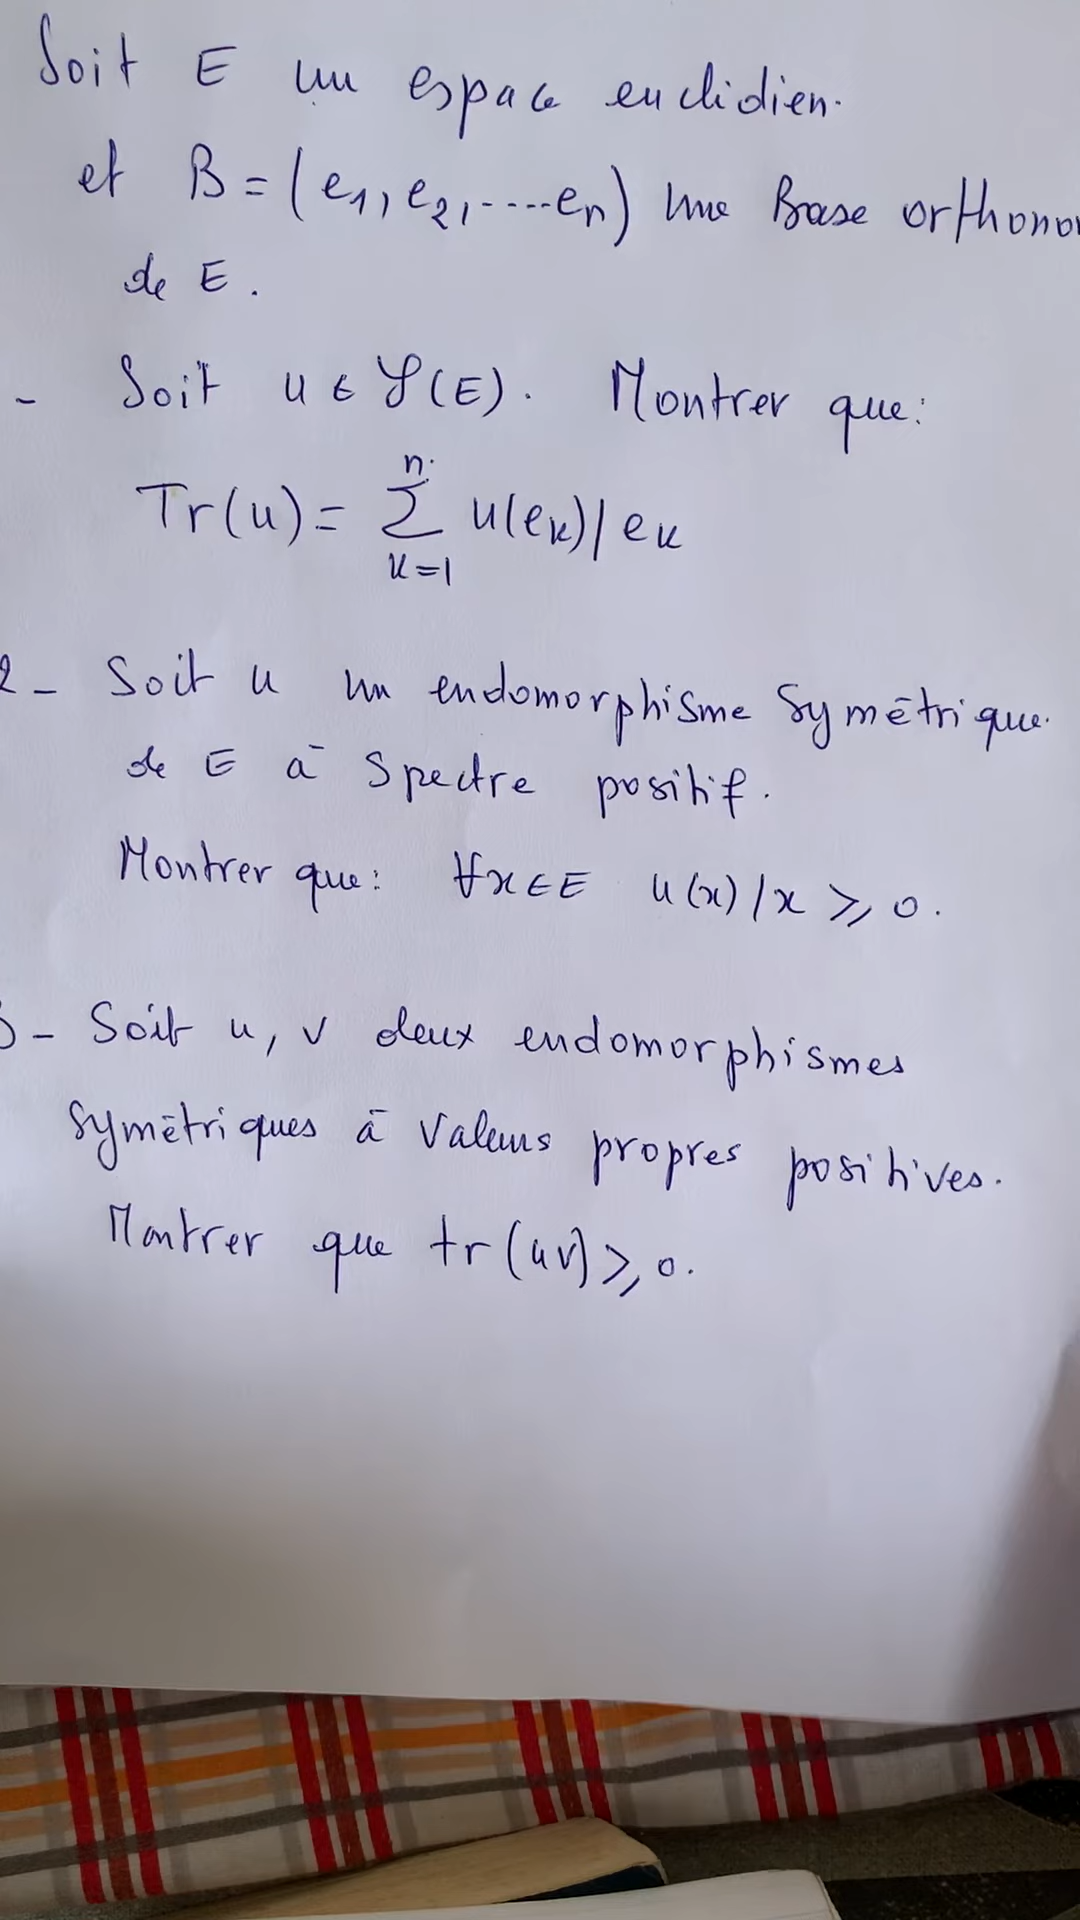 Soit E un espace euclidien.
et B = (e1, e2, ....en) une Base orthonor
de E.
- Soit u ∈ L(E). Montrer que:
Tr(u) = n Σ k=1 u(ek)/ek
2 - Soit u un endomorphisme Symétrique.
de E à spectre positif.
Montrer que: ∀x∈E u(x)/x ≥ 0.
3 - Soit u, v deux endomorphismes
Symétriques à valeurs propres positives.
Montrer que tr(uv) ≥ 0.